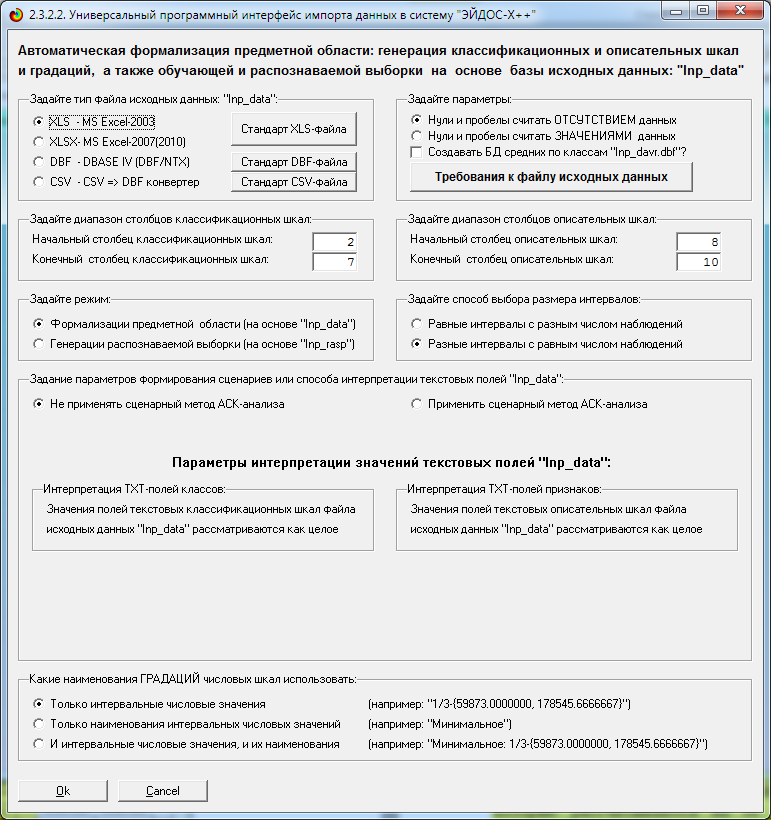 2.3.2.2. Универсальный программный интерфейс импорта данных в систему "ЭЙДОС-X++"
Автоматическая формализация предметной области: генерация классификационных и описательных шкал
и градаций, а также обучающей и распознаваемой выборки на основе базы исходных данных: "Inp_data"
Задайте тип файла исходных данных: "Inp_data":
XLS - MS Excel-2003
XLSX- MS Excel-2007(2010)
DBF - DBASE IV (DBF/NTX)
CSV - CSV => DBF конвертер
Стандарт XLS-файла
Стандарт DBF-файла
Стандарт CSV-файла
Задайте параметры:
Нули и пробелы считать ОТСУТСТВИЕМ данных
Нули и пробелы считать ЗНАЧЕНИЯМИ данных
Создавать БД средних по классам "Inp_davr.dbf"?
Требования к файлу исходных данных
Задайте диапазон столбцов классификационных шкал:
Начальный столбец классификационных шкал: 2
Конечный столбец классификационных шкал: 7
Задайте диапазон столбцов описательных шкал:
Начальный столбец описательных шкал: 8
Конечный столбец описательных шкал: 10
Задайте режим:
Формализации предметной области (на основе "Inp_data")
Генерации распознаваемой выборки (на основе "Inp_rasp")
Задайте способ выбора размера интервалов:
Равные интервалы с разным числом наблюдений
Разные интервалы с равным числом наблюдений
Задание параметров формирования сценариев или способа интерпретации текстовых полей "Inp_data":
Не применять сценарный метод АСК-анализа
Применить сценарный метод АСК-анализа
Параметры интерпретации значений текстовых полей "Inp_data":
Интерпретация TXT-полей классов:
Значения полей текстовых классификационных шкал файла
исходных данных "Inp_data" рассматриваются как целое
Интерпретация TXT-полей признаков:
Значения полей текстовых описательных шкал файла
исходных данных "Inp_data" рассматриваются как целое
Какие наименования ГРАДАЦИЙ числовых шкал использовать:
Только интервальные числовые значения (например: "1/3-{59873.0000000, 178545.6666667}")
Только наименования интервальных числовых значений (например: "Минимальное")
И интервальные числовые значения, и их наименования (например: "Минимальное: 1/3-{59873.0000000, 178545.6666667}")
Ok
Cancel